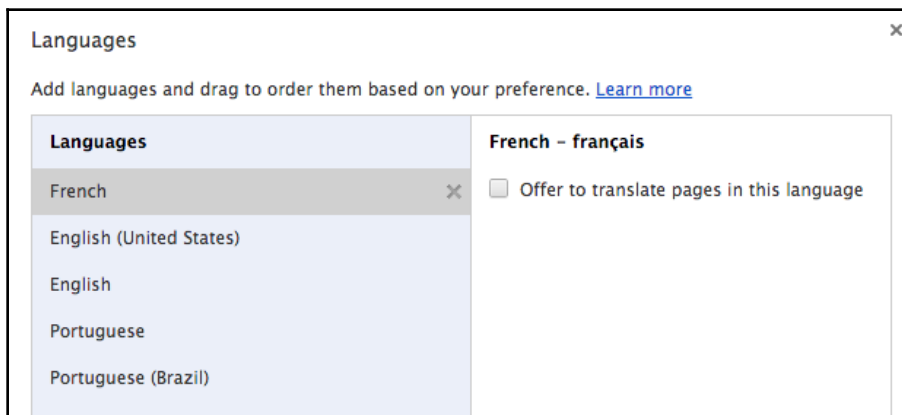 Languages
Add languages and drag to order them based on your preference. Learn more
Languages
French
English (United States)
English
Portuguese
Portuguese (Brazil)
French – français
Offer to translate pages in this language